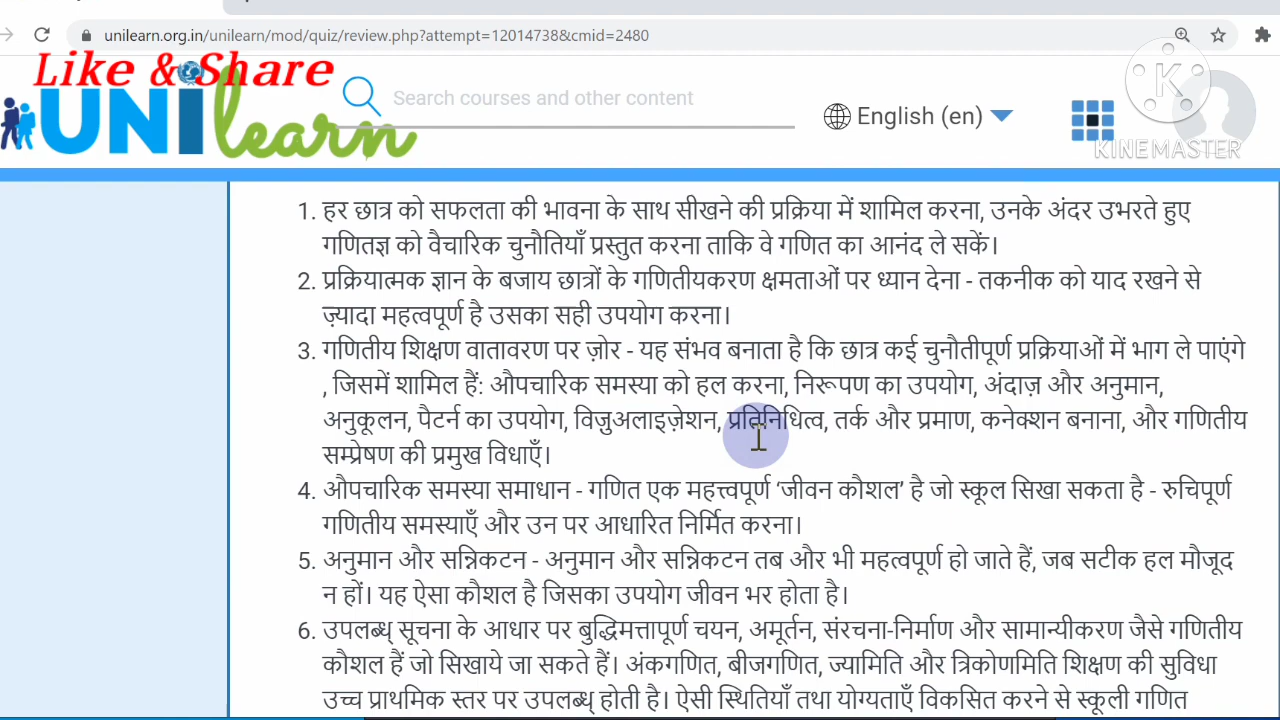 unilearn.org.in/unilearn/mod/quiz/review.php?attempt=12014738&cmid=2480
Like & Share
UNIlearn
Search courses and other content
English (en)
K
KINEMASTER
1. हर छात्र को सफलता की भावना के साथ सीखने की प्रक्रिया में शामिल करना, उनके अंदर उभरते हुए
गणितज्ञ को वैचारिक चुनौतियाँ प्रस्तुत करना ताकि वे गणित का आनंद ले सकें।
2. प्रक्रियात्मक ज्ञान के बजाय छात्रों के गणितीयकरण क्षमताओं पर ध्यान देना - तकनीक को याद रखने से
ज़्यादा महत्वपूर्ण है उसका सही उपयोग करना।
3. गणितीय शिक्षण वातावरण पर ज़ोर - यह संभव बनाता है कि छात्र कई चुनौतीपूर्ण प्रक्रियाओं में भाग ले पाएंगे
, जिसमें शामिल हैं: औपचारिक समस्या को हल करना, निरूपण का उपयोग, अंदाज़ और अनुमान,
अनुकूलन, पैटर्न का उपयोग, विजुअलाइज़ेशन, प्रतिनिधित्व, तर्क और प्रमाण, कनेक्शन बनाना, और गणितीय
सम्प्रेषण की प्रमुख विधाएँ।
4. औपचारिक समस्या समाधान - गणित एक महत्त्वपूर्ण ‘जीवन कौशल’ है जो स्कूल सिखा सकता है - रुचिपूर्ण
गणितीय समस्याएँ और उन पर आधारित निर्मित करना।
5. अनुमान और सन्निकटन - अनुमान और सन्निकटन तब और भी महत्वपूर्ण हो जाते हैं, जब सटीक हल मौजूद
न हों। यह ऐसा कौशल है जिसका उपयोग जीवन भर होता है।
6. उपलब्ध् सूचना के आधार पर बुद्धिमत्तापूर्ण चयन, अमूर्तन, संरचना-निर्माण और सामान्यीकरण जैसे गणितीय
कौशल हैं जो सिखाये जा सकते हैं। अंकगणित, बीजगणित, ज्यामिति और त्रिकोणमिति शिक्षण की सुविधा
उच्च प्राथमिक स्तर पर उपलब्ध् होती है। ऐसी स्थितियाँ तथा योग्यताएँ विकसित करने से स्कूली गणित